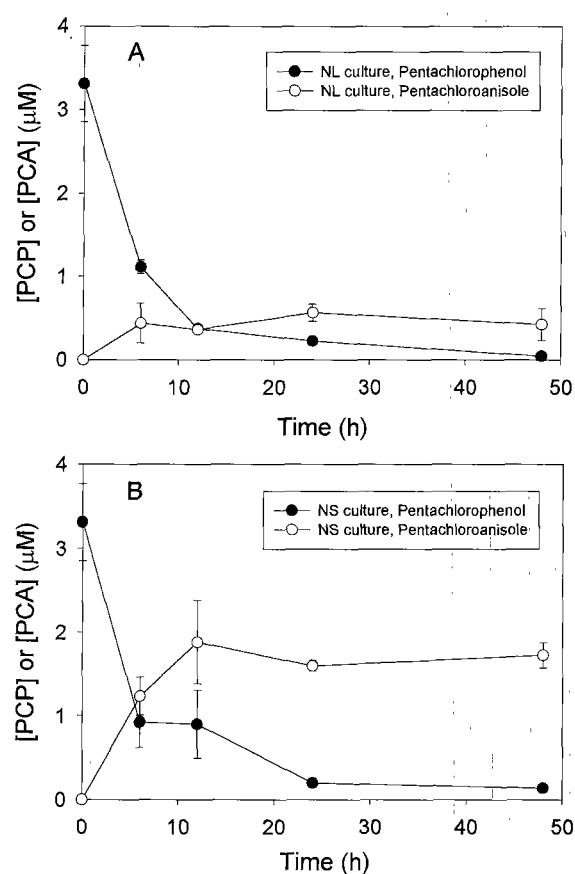 A
NL culture, Pentachlorophenol
NL culture, Pentachloroanisole
[PCP] or [PCA] (μM)
4
3
2
1
0
0 10 20 30 40 50
Time (h)
B
NS culture, Pentachlorophenol
NS culture, Pentachloroanisole
[PCP] or [PCA] (μM)
4
3
2
1
0
0 10 20 30 40 50
Time (h)